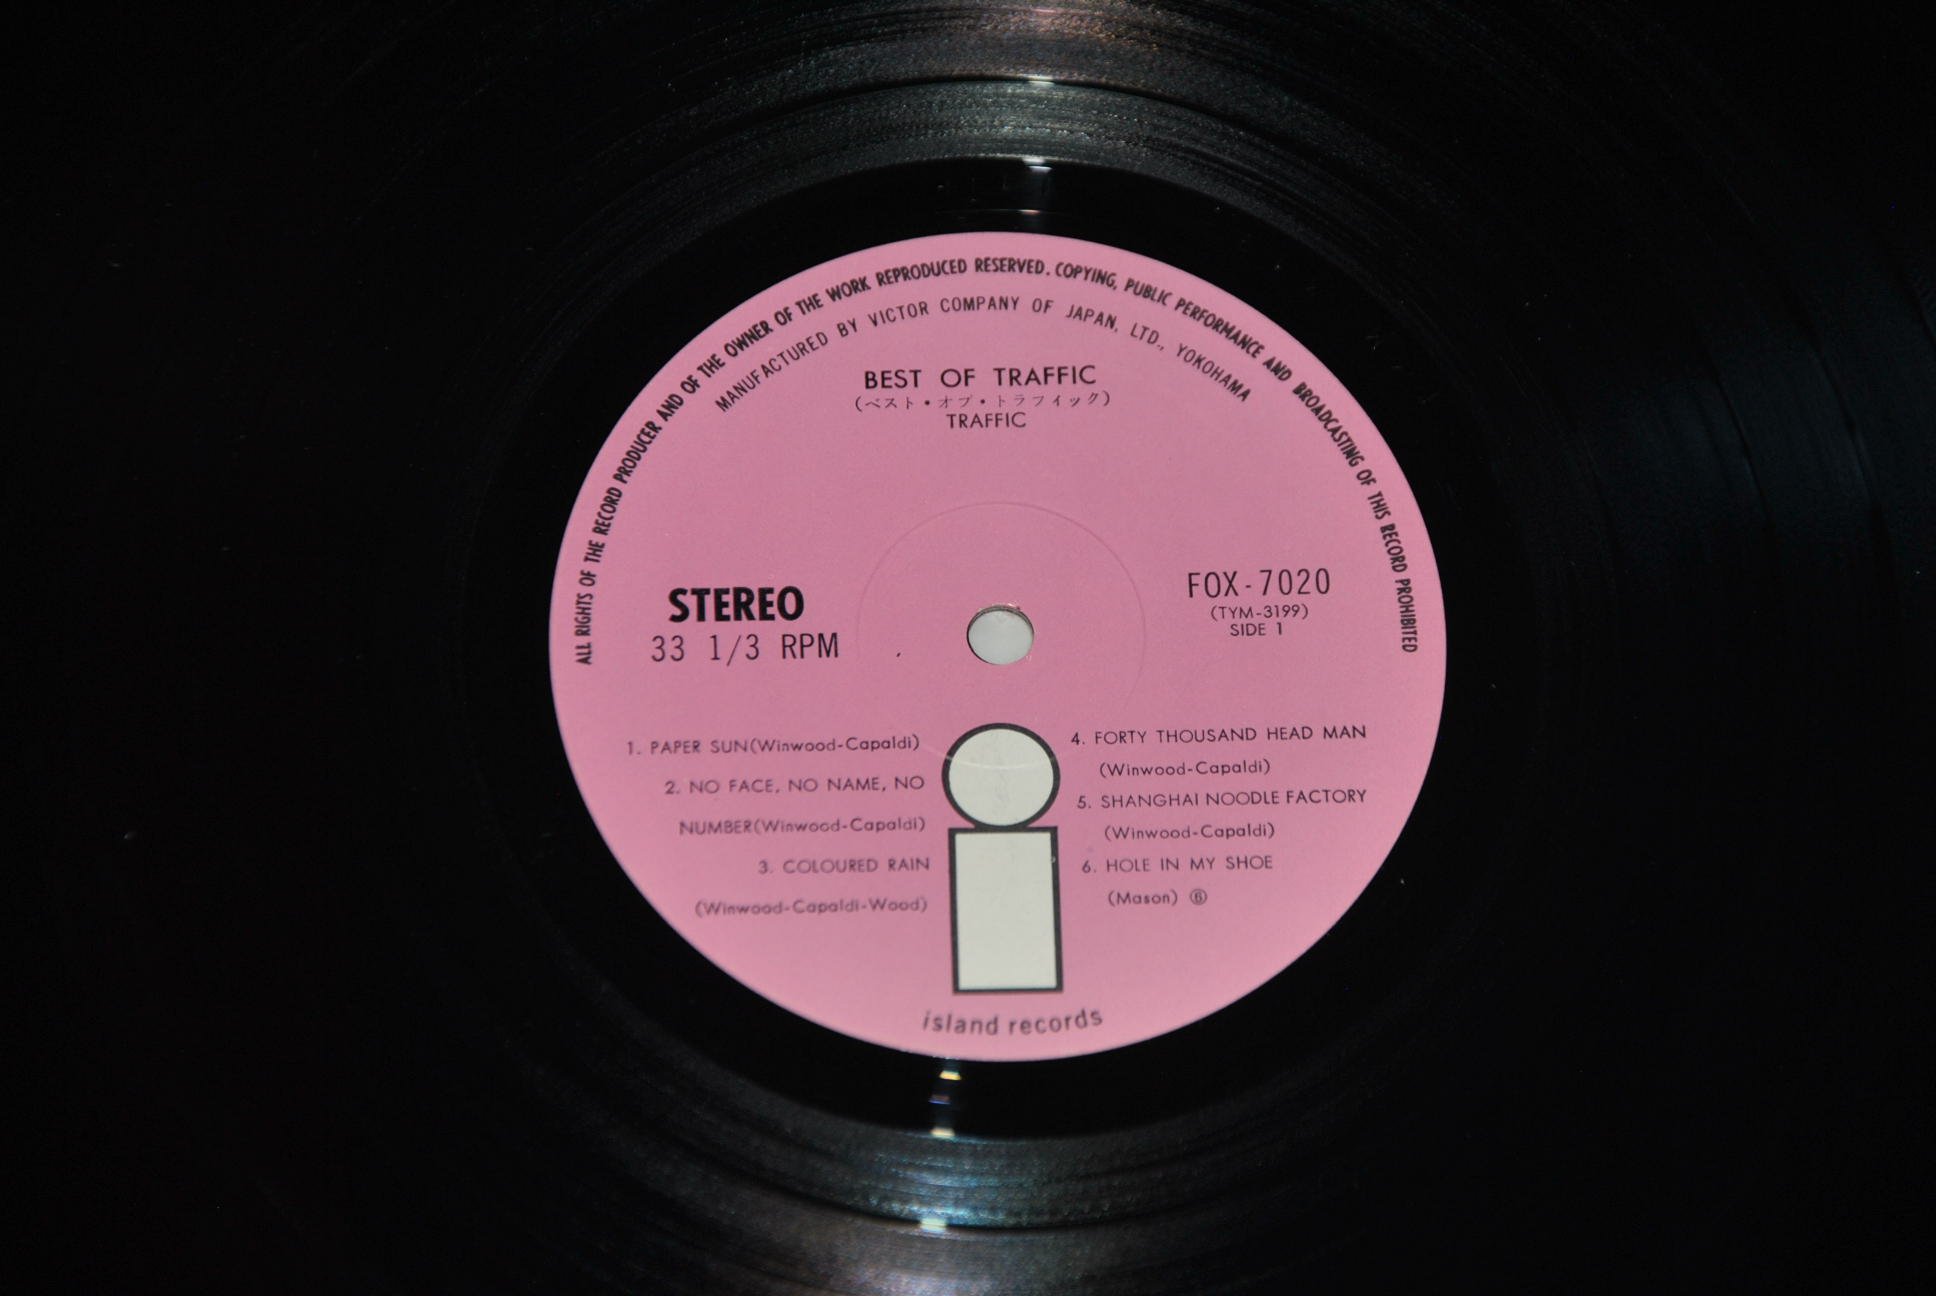 ALL RIGHTS OF THE RECORD PRODUCER AND OF THE OWNER OF THE WORK REPRODUCED RESERVED. COPYING, PUBLIC PERFORMANCE AND BROADCASTING OF THIS RECORD PROHIBITED
MANUFACTURED BY VICTOR COMPANY OF JAPAN, LTD., YOKOHAMA
BEST OF TRAFFIC
(ベスト・オブ・トラフィック)
TRAFFIC
STEREO
33 1/3 RPM
FOX-7020
(TYM-3199)
SIDE 1
1. PAPER SUN(Winwood-Capaldi)
2. NO FACE, NO NAME, NO
NUMBER(Winwood-Capaldi)
3. COLOURED RAIN
(Winwood-Capaldi-Wood)
4. FORTY THOUSAND HEAD MAN
(Winwood-Capaldi)
5. SHANGHAI NOODLE FACTORY
(Winwood-Capaldi)
6. HOLE IN MY SHOE
(Mason) ⑥
island records